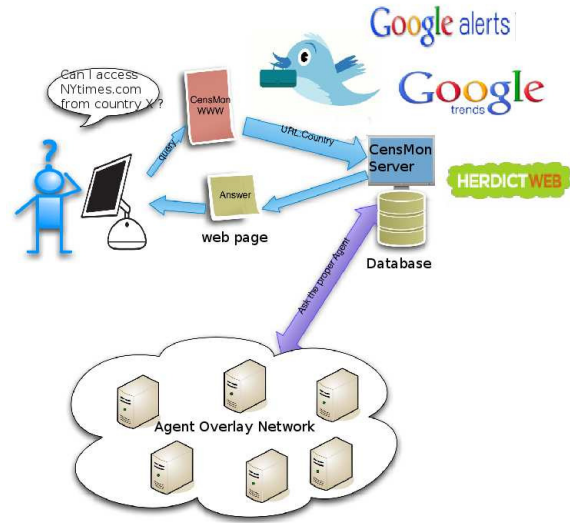 Google alerts
Can I access
NYtimes.com
from country X ?
Google
trends
CensMon
WWW
query
URL:Country
CensMon
Server
HERDICTWEB
Answer
web page
Database
Ask the proper Agent
Agent Overlay Network